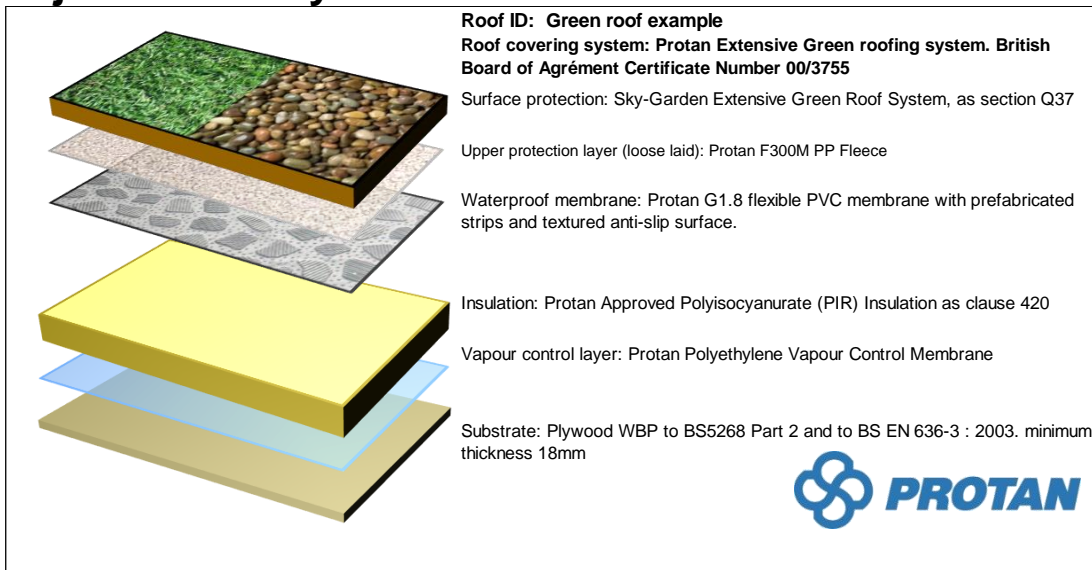 Roof ID:  Green roof example
Roof covering system: Protan Extensive Green roofing system. British
Board of Agrément Certificate Number 00/3755
Surface protection: Sky-Garden Extensive Green Roof System, as section Q37
Upper protection layer (loose laid): Protan F300M PP Fleece
Waterproof membrane: Protan G1.8 flexible PVC membrane with prefabricated
strips and textured anti-slip surface.
Insulation: Protan Approved Polyisocyanurate (PIR) Insulation as clause 420
Vapour control layer: Protan Polyethylene Vapour Control Membrane
Substrate: Plywood WBP to BS5268 Part 2 and to BS EN 636-3 : 2003. minimum
thickness 18mm
PROTAN